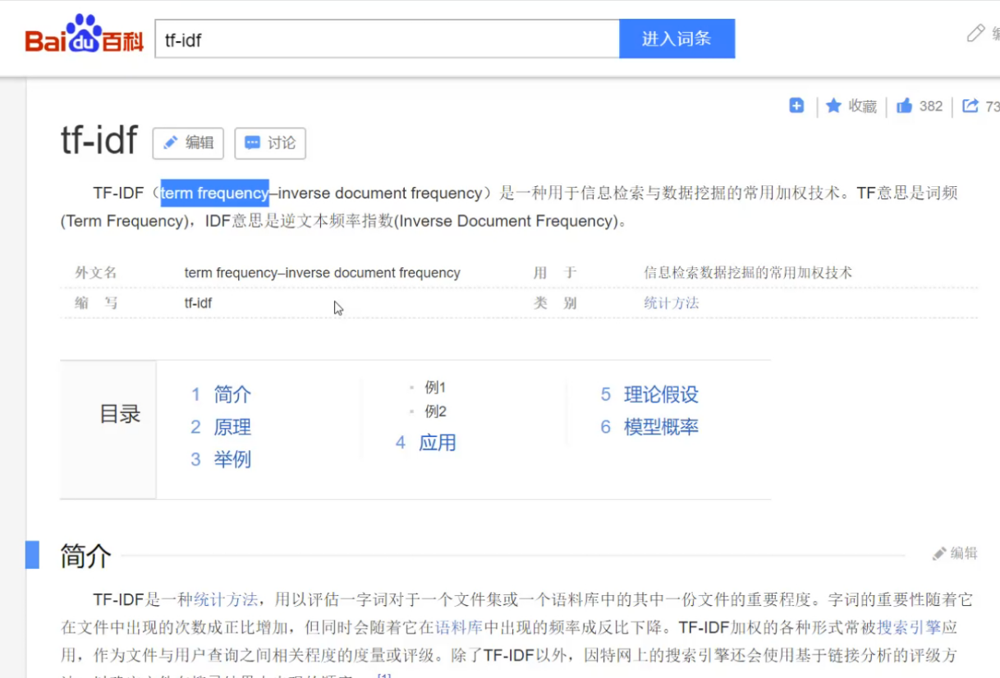 Bai du 百科
tf-idf
进入词条
收藏
382
tf-idf
编辑
讨论
TF-IDF（term frequency–inverse document frequency）是一种用于信息检索与数据挖掘的常用加权技术。TF意思是词频
(Term Frequency)，IDF意思是逆文本频率指数(Inverse Document Frequency)。
外文名 term frequency–inverse document frequency 用 于 信息检索数据挖掘的常用加权技术
缩 写 tf-idf 类 别 统计方法
目录
1 简介
2 原理
3 举例
例1
例2
4 应用
5 理论假设
6 模型概率
简介
编辑
TF-IDF是一种统计方法，用以评估一字词对于一个文件集或一个语料库中的其中一份文件的重要程度。字词的重要性随着它
在文件中出现的次数成正比增加，但同时会随着它在语料库中出现的频率成反比下降。TF-IDF加权的各种形式常被搜索引擎应
用，作为文件与用户查询之间相关程度的度量或评级。除了TF-IDF以外，因特网上的搜索引擎还会使用基于链接分析的评级方